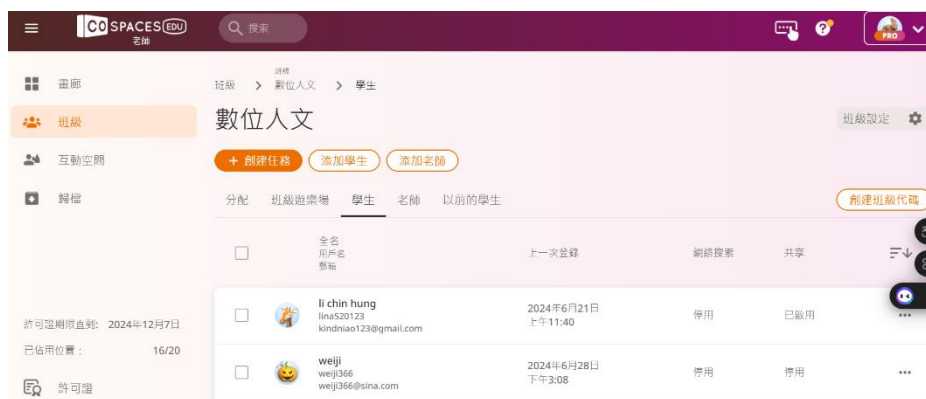 COSPACES EDU
老師
搜索
PRO
畫廊
班級
互動空間
歸檔
許可證期限直到: 2024年12月7日
已佔用位置: 16/20
許可證
班級
班級 > 數位人文 > 學生
數位人文
班級設定
+ 創建任務 添加學生 添加老師
分配 班級遊樂場 學生 老師 以前的學生
創建班級代碼
全名
用戶名
郵箱
上一次登錄 網絡搜索 共享
li chin hung
lina520123
kindniao123@gmail.com
2024年6月21日
上午11:40
停用 已啟用
weiji
weiji366
weiji366@sina.com
2024年6月28日
下午3:08
停用 停用